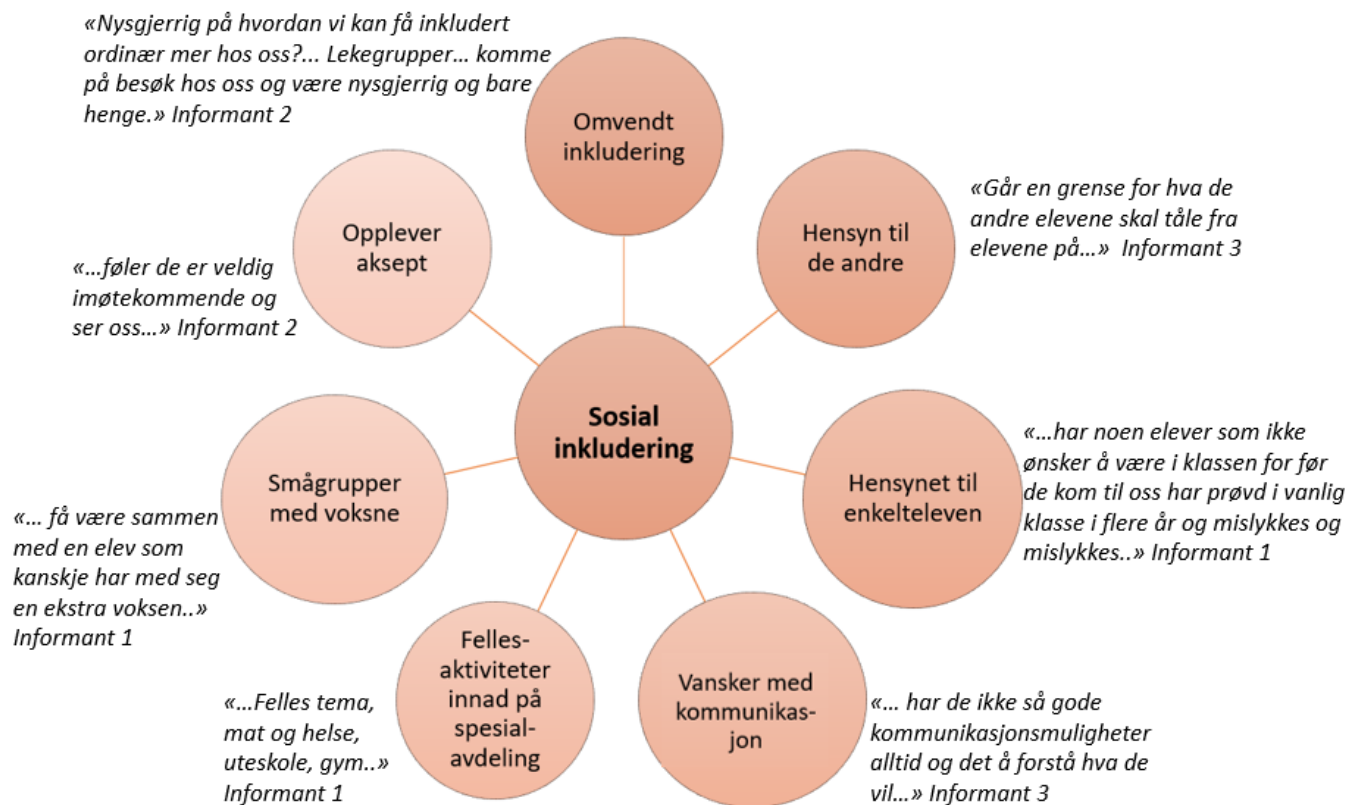 «Nysgjerrig på hvordan vi kan få inkludert
ordinær mer hos oss?... Lekegrupper... komme
på besøk hos oss og være nysgjerrig og bare
henge.» Informant 2
Omvendt
inkludering
«Går en grense for hva de
andre elevene skal tåle fra
elevene på...»  Informant 3
Hensyn til
de andre
Opplever
aksept
«...føler de er veldig
imøtekommende og
ser oss...» Informant 2
Sosial
inkludering
«...har noen elever som ikke
ønsker å være i klassen for før
de kom til oss har prøvd i vanlig
klasse i flere år og mislykkes og
mislykkes..» Informant 1
Hensynet til
enkelteleven
Smågrupper
med voksne
«... få være sammen
med en elev som
kanskje har med seg
en ekstra voksen..»
Informant 1
Felles-
aktiviteter
innad på
spesial-
avdeling
«...Felles tema,
mat og helse,
uteskole, gym..»
Informant 1
Vansker med
kommunikas-
jon
«... har de ikke så gode
kommunikasjonsmuligheter
alltid og det å forstå hva de
vil...» Informant 3